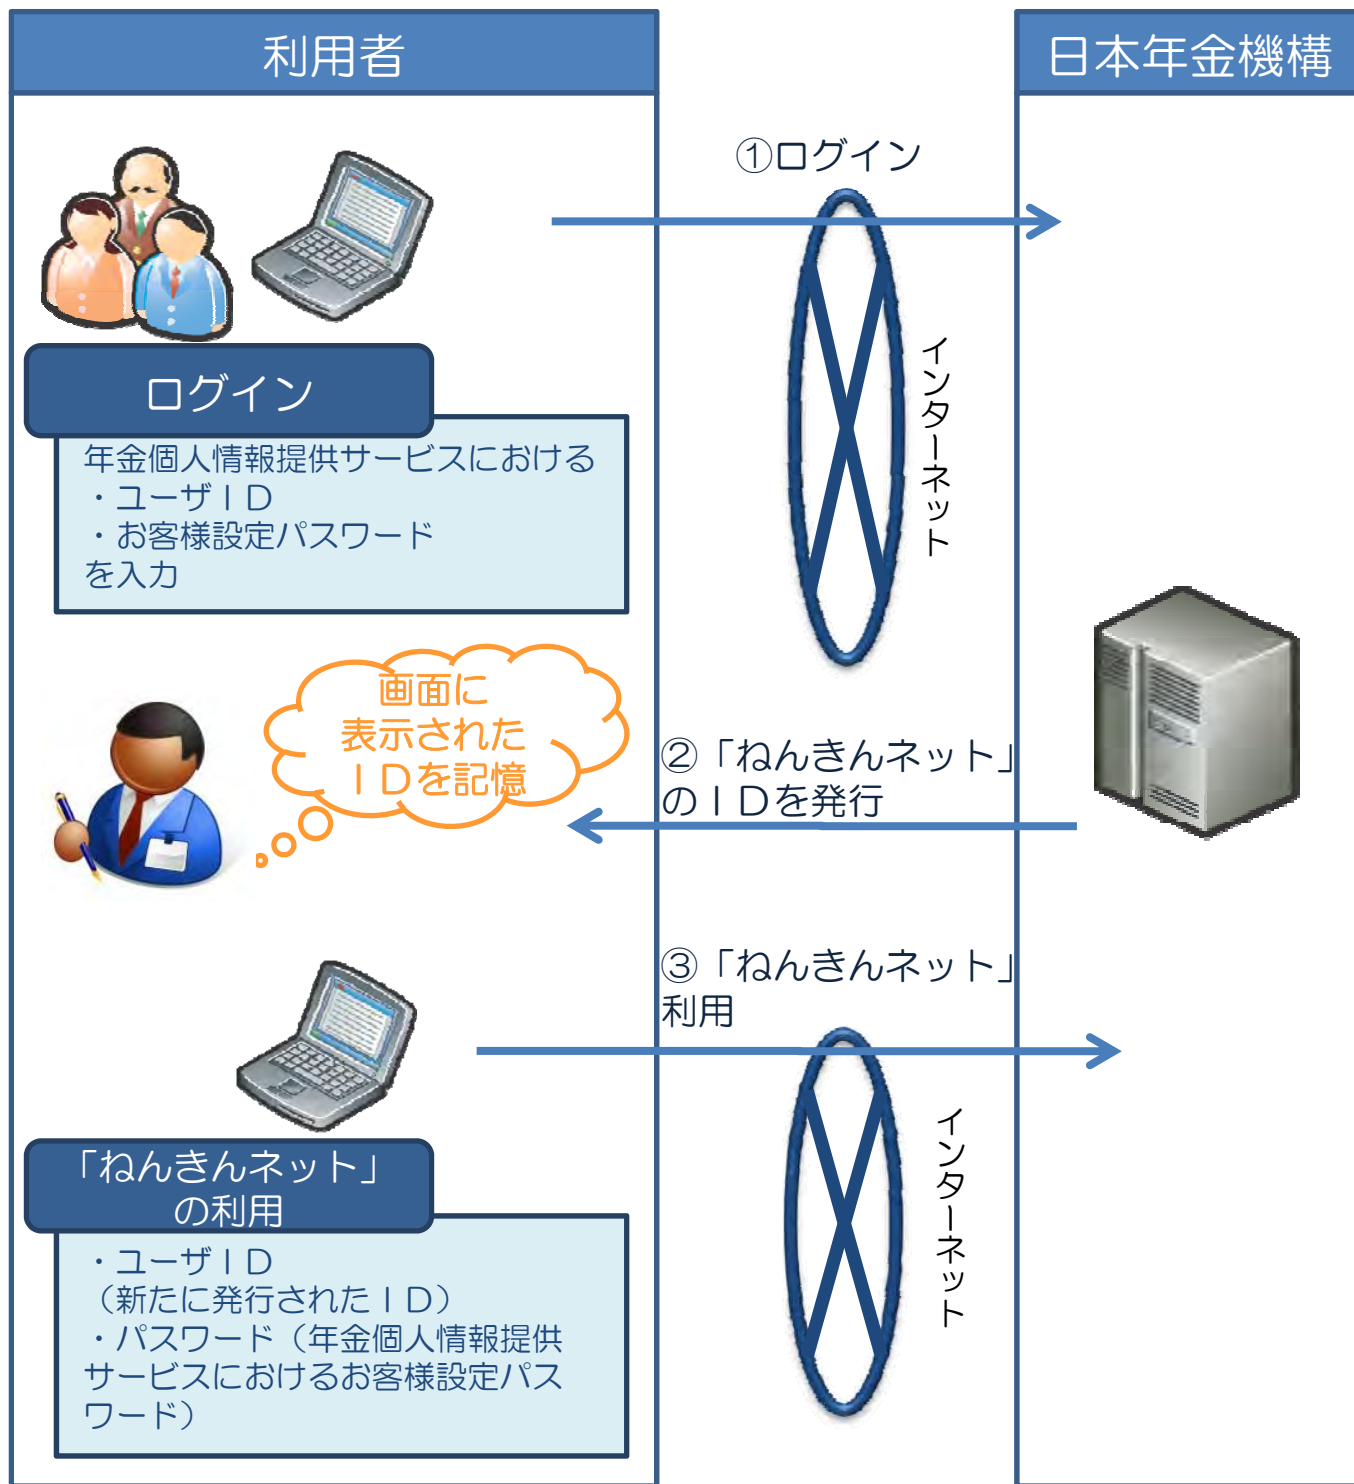 利用者
日本年金機構
①ログイン
インターネット
ログイン
年金個人情報提供サービスにおける
・ユーザＩＤ
・お客様設定パスワード
を入力
画面に
表示された
ＩＤを記憶
②「ねんきんネット」
のＩＤを発行
③「ねんきんネット」
利用
インターネット
「ねんきんネット」
の利用
・ユーザＩＤ
（新たに発行されたＩＤ）
・パスワード（年金個人情報提供
サービスにおけるお客様設定パス
ワード）